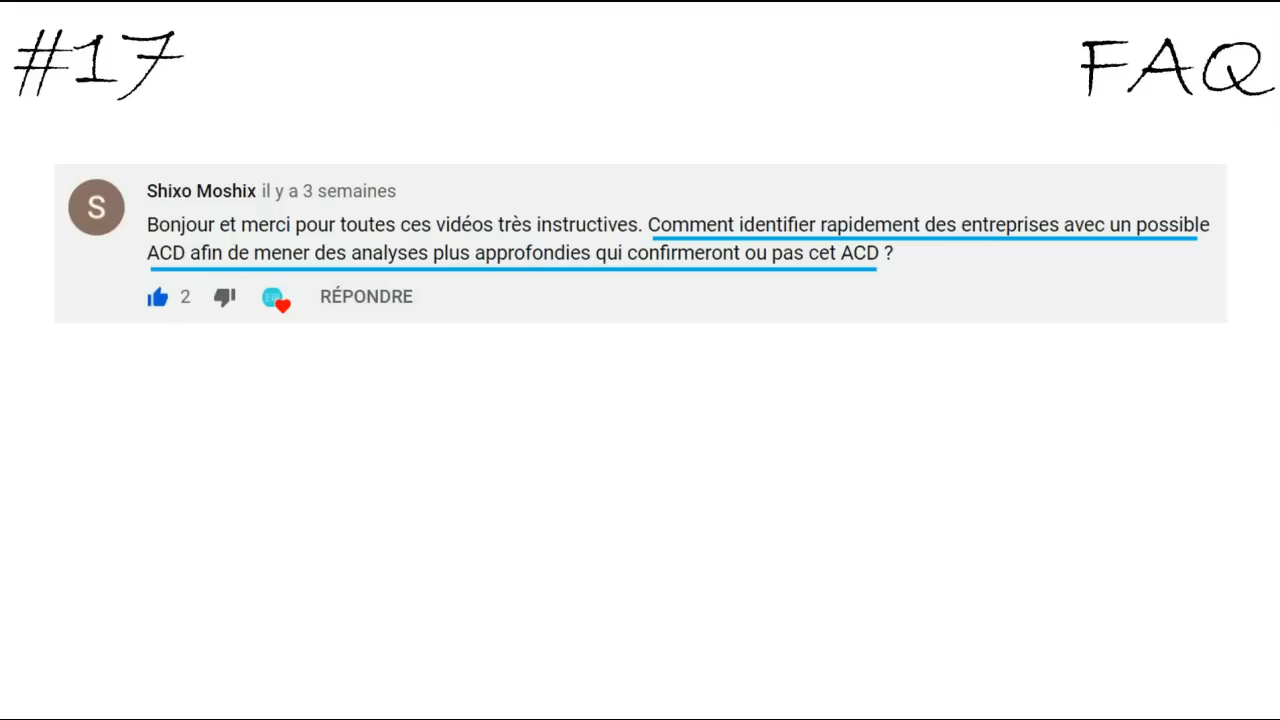 #17
FAQ
S
Shixo Moshix il y a 3 semaines
Bonjour et merci pour toutes ces vidéos très instructives. Comment identifier rapidement des entreprises avec un possible
ACD afin de mener des analyses plus approfondies qui confirmeront ou pas cet ACD ?
2
RÉPONDRE